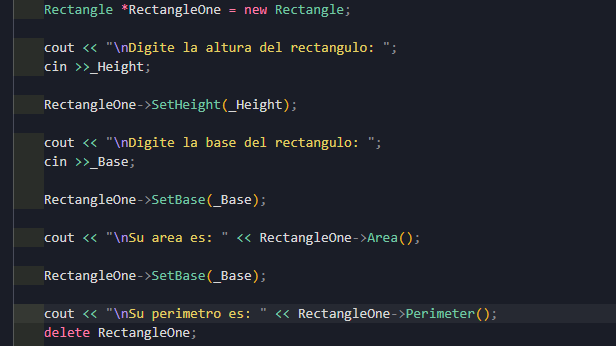 Rectangle *RectangleOne = new Rectangle;
cout << "\nDigite la altura del rectangulo: ";
cin >>_Height;
RectangleOne->SetHeight(_Height);
cout << "\nDigite la base del rectangulo: ";
cin >>_Base;
RectangleOne->SetBase(_Base);
cout << "\nSu area es: " << RectangleOne->Area();
RectangleOne->SetBase(_Base);
cout << "\nSu perimetro es: " << RectangleOne->Perimeter();
delete RectangleOne;